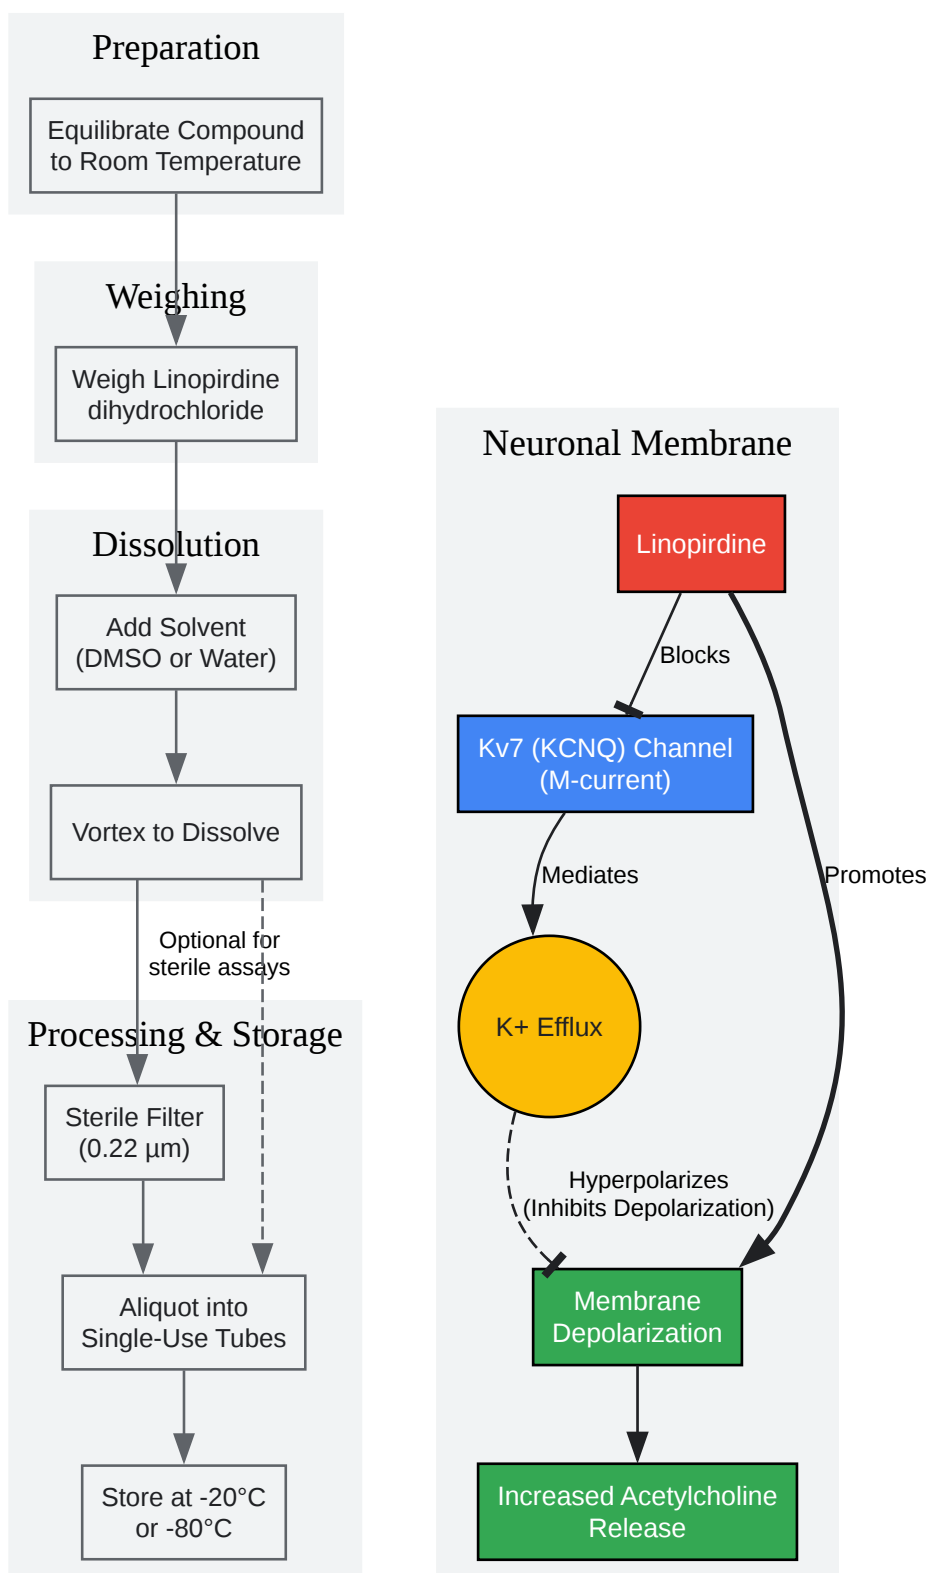 Preparation
Equilibrate Compound
to Room Temperature
Weighing
Weigh Linopirdine
dihydrochloride
Dissolution
Add Solvent
(DMSO or Water)
Vortex to Dissolve
Optional for
sterile assays
Processing & Storage
Sterile Filter
(0.22 µm)
Aliquot into
Single-Use Tubes
Store at -20°C
or -80°C
Neuronal Membrane
Linopirdine
Blocks
Kv7 (KCNQ) Channel
(M-current)
Mediates
Promotes
K+ Efflux
Hyperpolarizes
(Inhibits Depolarization)
Membrane
Depolarization
Increased Acetylcholine
Release